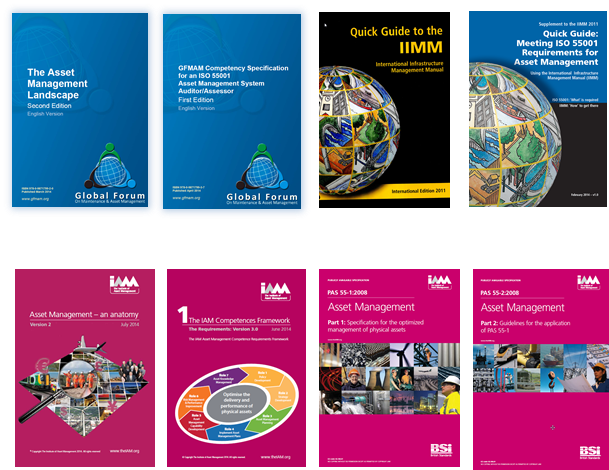 The Asset
Management
Landscape
Second Edition
English Version
www.gfmam.org
Global Forum
On Maintenance & Asset Management
GFMAM Competency Specification
for an ISO 55001
Asset Management System
Auditor/Assessor
First Edition
English Version
www.gfmam.org
Global Forum
On Maintenance & Asset Management
Quick Guide to the
IIMM
International Infrastructure
Management Manual
International Edition 2011
Supplement to the IIMM 2011
Quick Guide:
Meeting ISO 55001
Requirements for
Asset Management
Using the International Infrastructure
Management Manual (IIMM)
ISO 55001: 'What' is required
IIMM: 'How' to get there
February 2014 - v1.0
iAM
Asset Management – an anatomy
Version 2 July 2014
www.theIAM.org
iAM
1 The IAM Competences Framework
The Requirements: Version 3.0 June 2014
The IAM Asset Management Competence Requirements Framework
Optimise the
delivery and
performance of
physical assets
www.theIAM.org
PUBLICLY AVAILABLE SPECIFICATION
PAS 55-1:2008
iAM
Asset Management
Part 1: Specification for the optimized
management of physical assets
BSi
British Standards
PUBLICLY AVAILABLE SPECIFICATION
PAS 55-2:2008
iAM
Asset Management
Part 2: Guidelines for the application
of PAS 55-1
BSi
British Standards